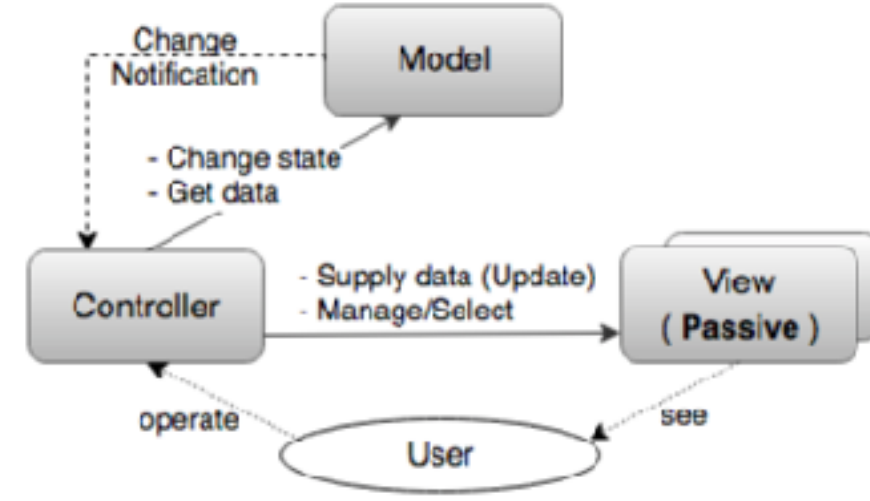 Change
Notification
Model
- Change state
- Get data
Controller
- Supply data (Update)
- Manage/Select
View
( Passive )
operate
see
User